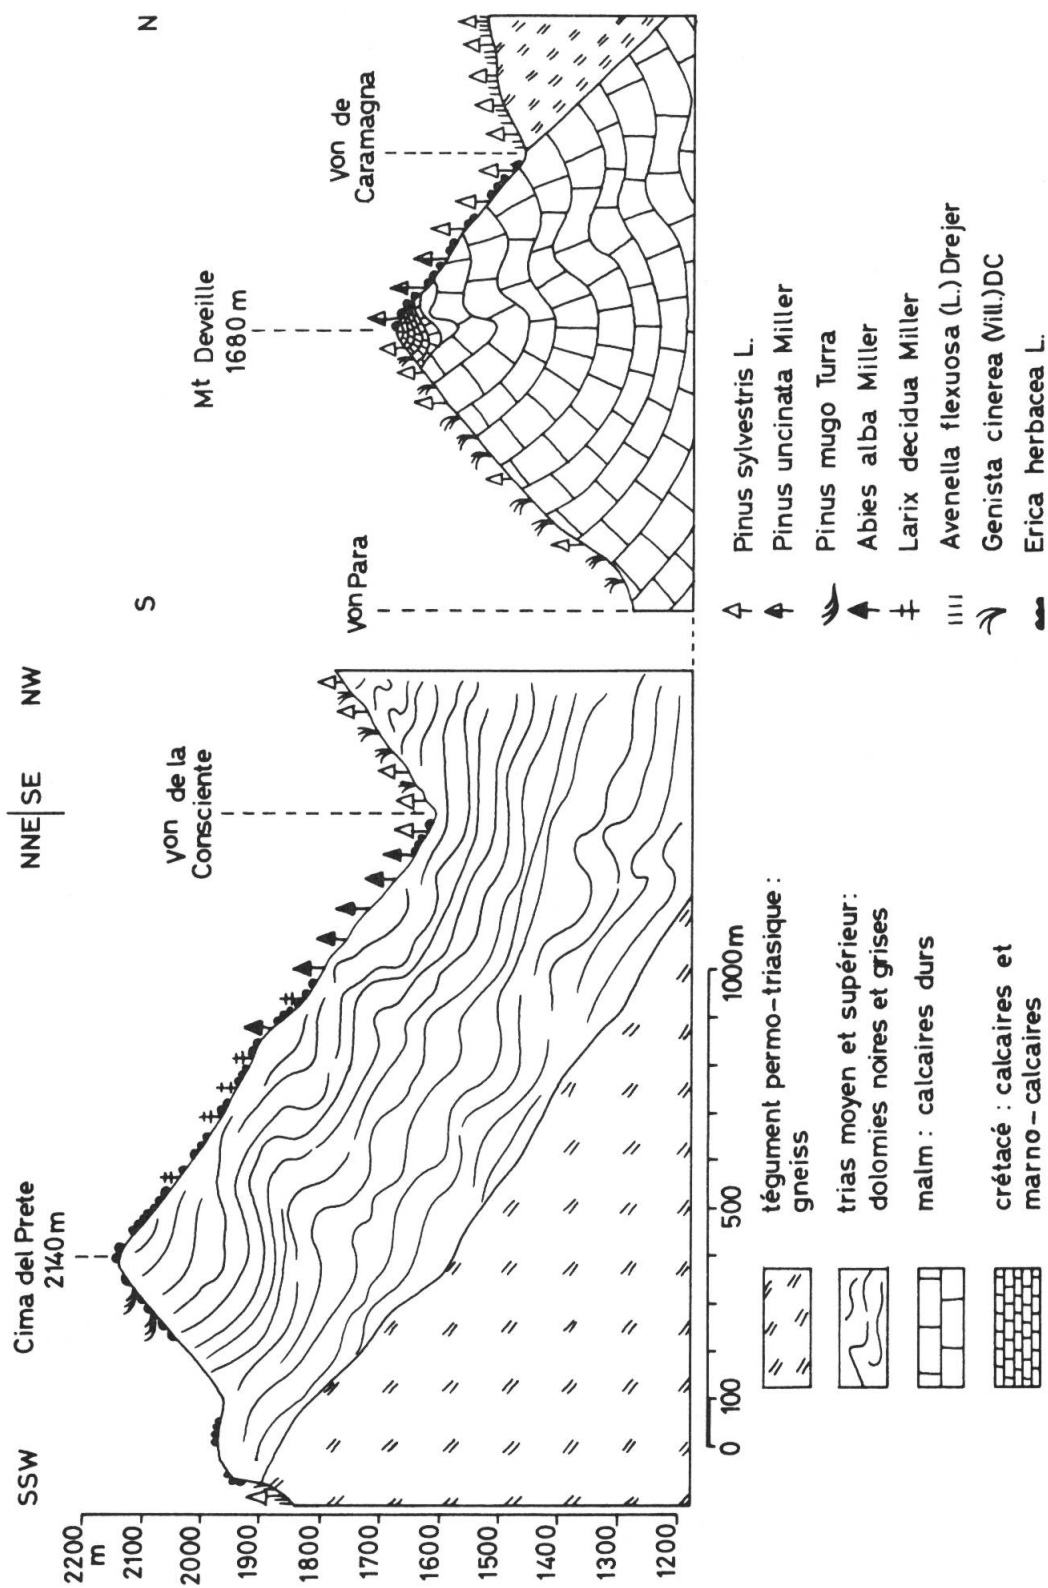 SSW
NNE
SE
NW
S
N
Cima del Prete
2140 m
von de la
Consciente
von Para
Mt Deveille
1680 m
von de
Caramagna
2200
m
2100
2000
1900
1800
1700
1600
1500
1400
1300
1200
0
100
500
1000 m
tégument permo-triasique :
gneiss
trias moyen et supérieur :
dolomies noires et grises
malm : calcaires durs
crétacé : calcaires et
marno-calcaires
Pinus sylvestris L.
Pinus uncinata Miller
Pinus mugo Turra
Abies alba Miller
Larix decidua Miller
Avenella flexuosa (L.) Drejer
Genista cinerea (Vill.) DC
Erica herbacea L.